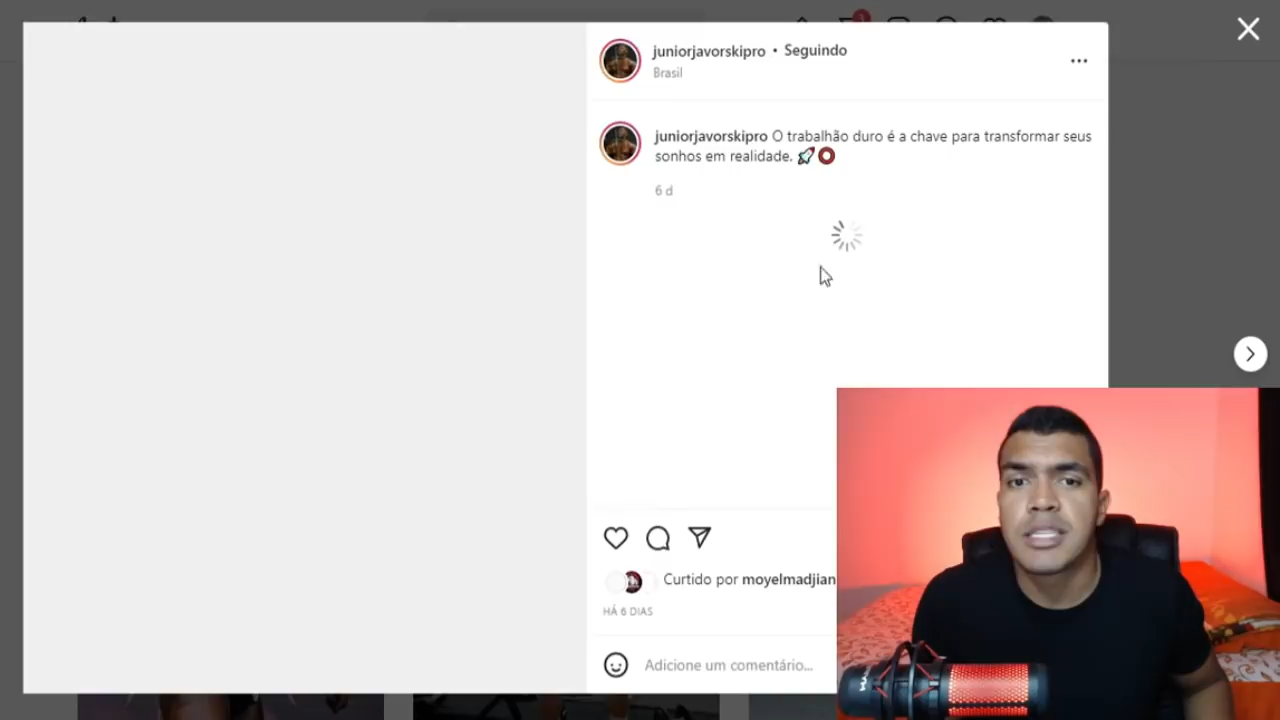 juniorjavorskipro • Seguindo
Brasil
juniorjavorskipro O trabalhão duro é a chave para transformar seus
sonhos em realidade. 🚀⭕
6 d
Curtido por moyelmadjian
HÁ 6 DIAS
Adicione um comentário...